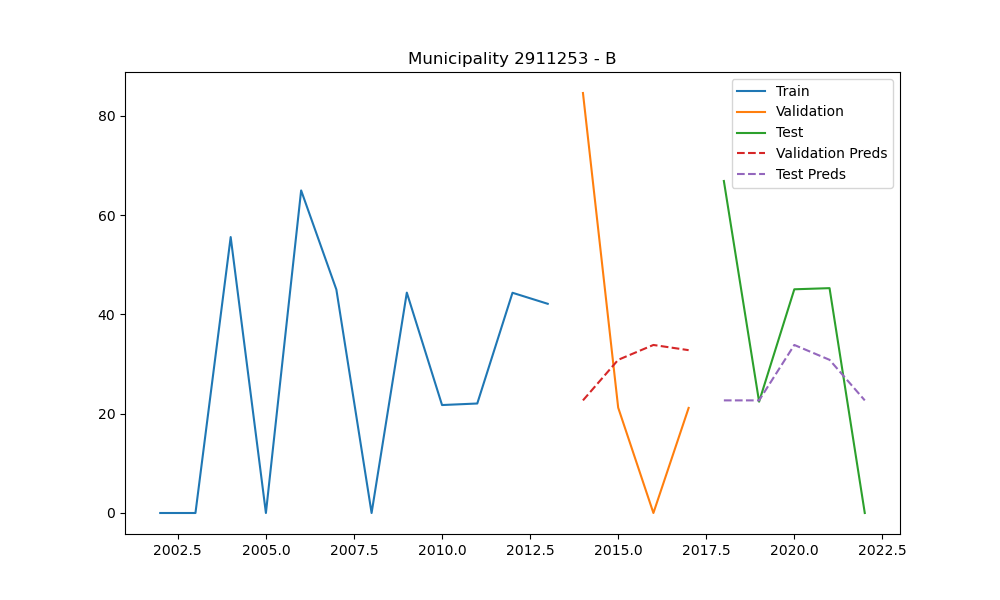 Municipality 2911253 - B
Train
Validation
Test
Validation Preds
Test Preds
80
60
40
20
0
2002.5 2005.0 2007.5 2010.0 2012.5 2015.0 2017.5 2020.0 2022.5